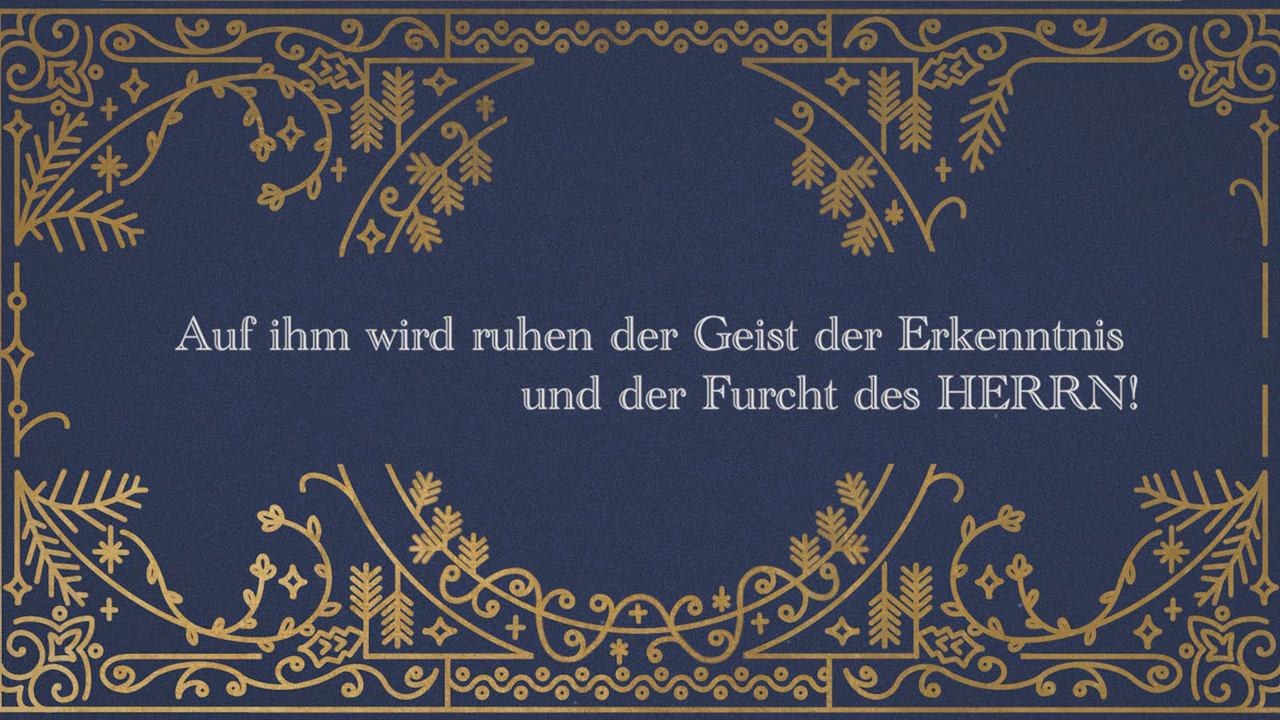 Auf ihm wird ruhen der Geist der Erkenntnis
und der Furcht des HERRN!